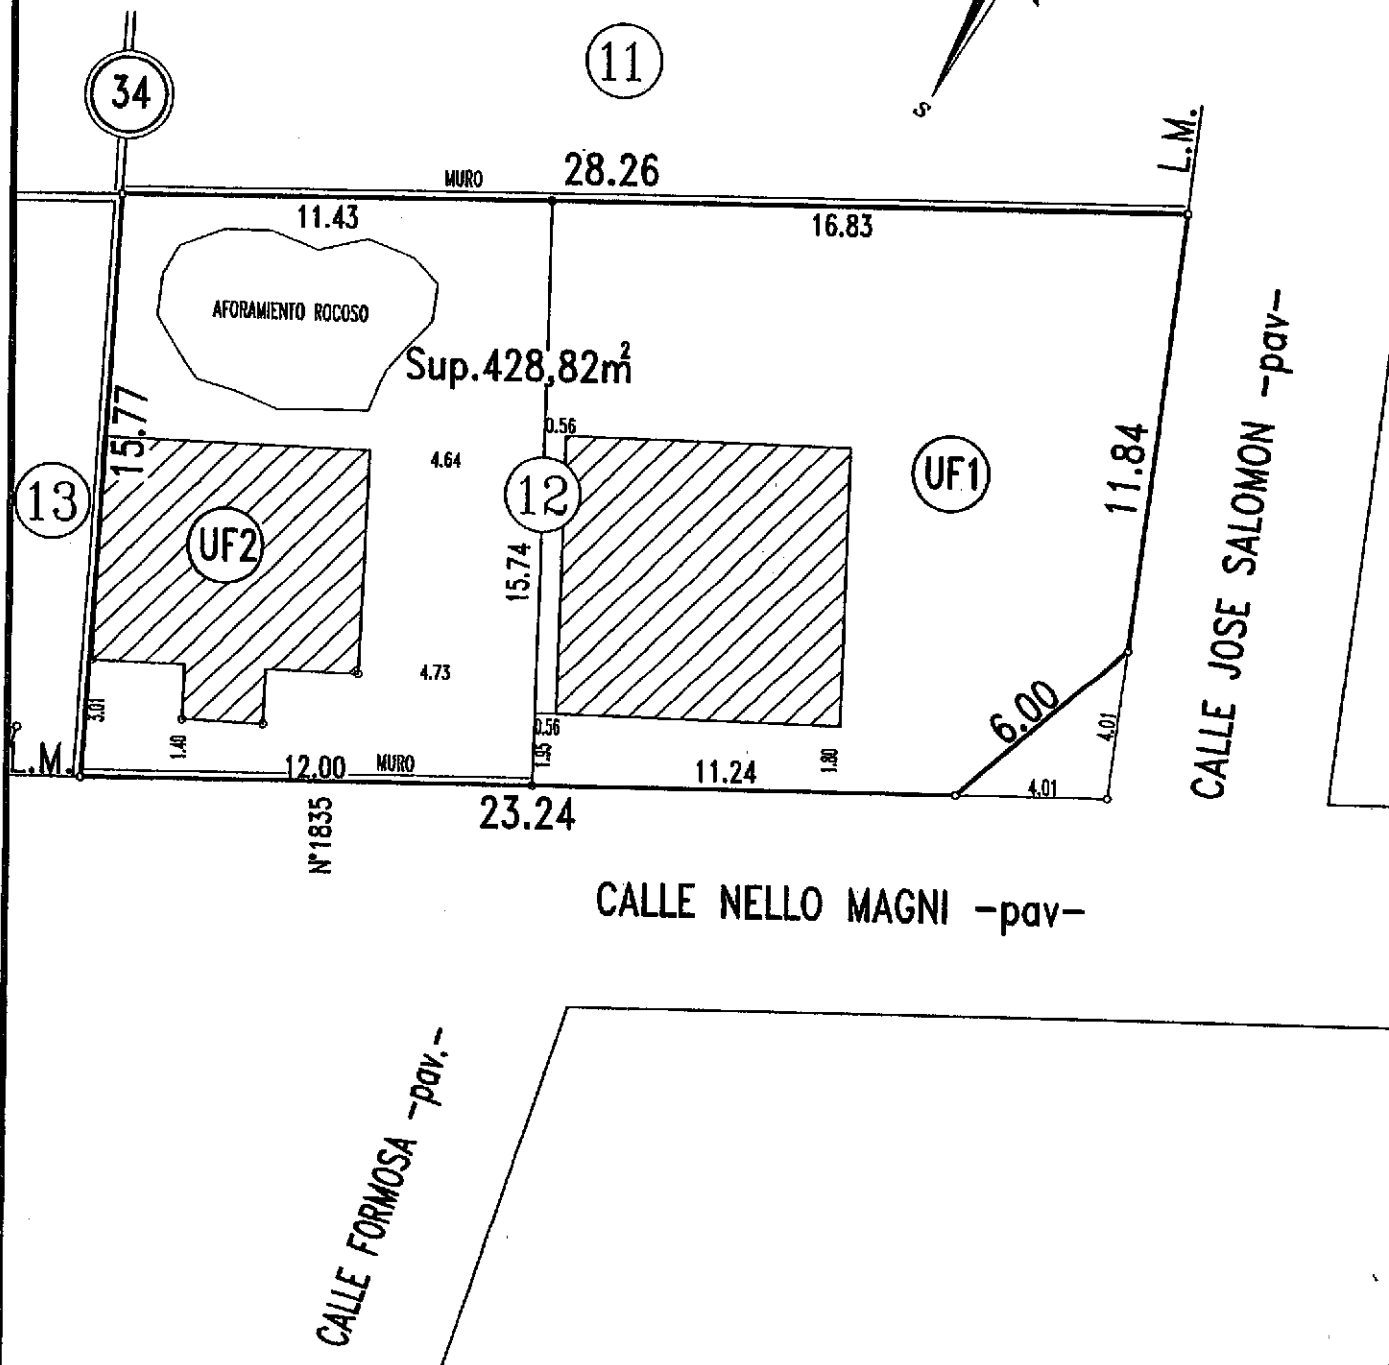 11
34
S
L.M.
MURO
28.26
11.43
16.83
AFORAMIENTO ROCOSO
Sup.428,82m²
15.77
0.56
4.64
13
12
UF1
11.84
UF2
15.74
CALLE JOSE SALOMON -pav-
4.73
3.01
1.40
0.56
1.95
1.80
6.00
4.01
4.01
L.M.
12.00
MURO
11.24
23.24
N°1835
CALLE NELLO MAGNI -pav-
CALLE FORMOSA -pav.-